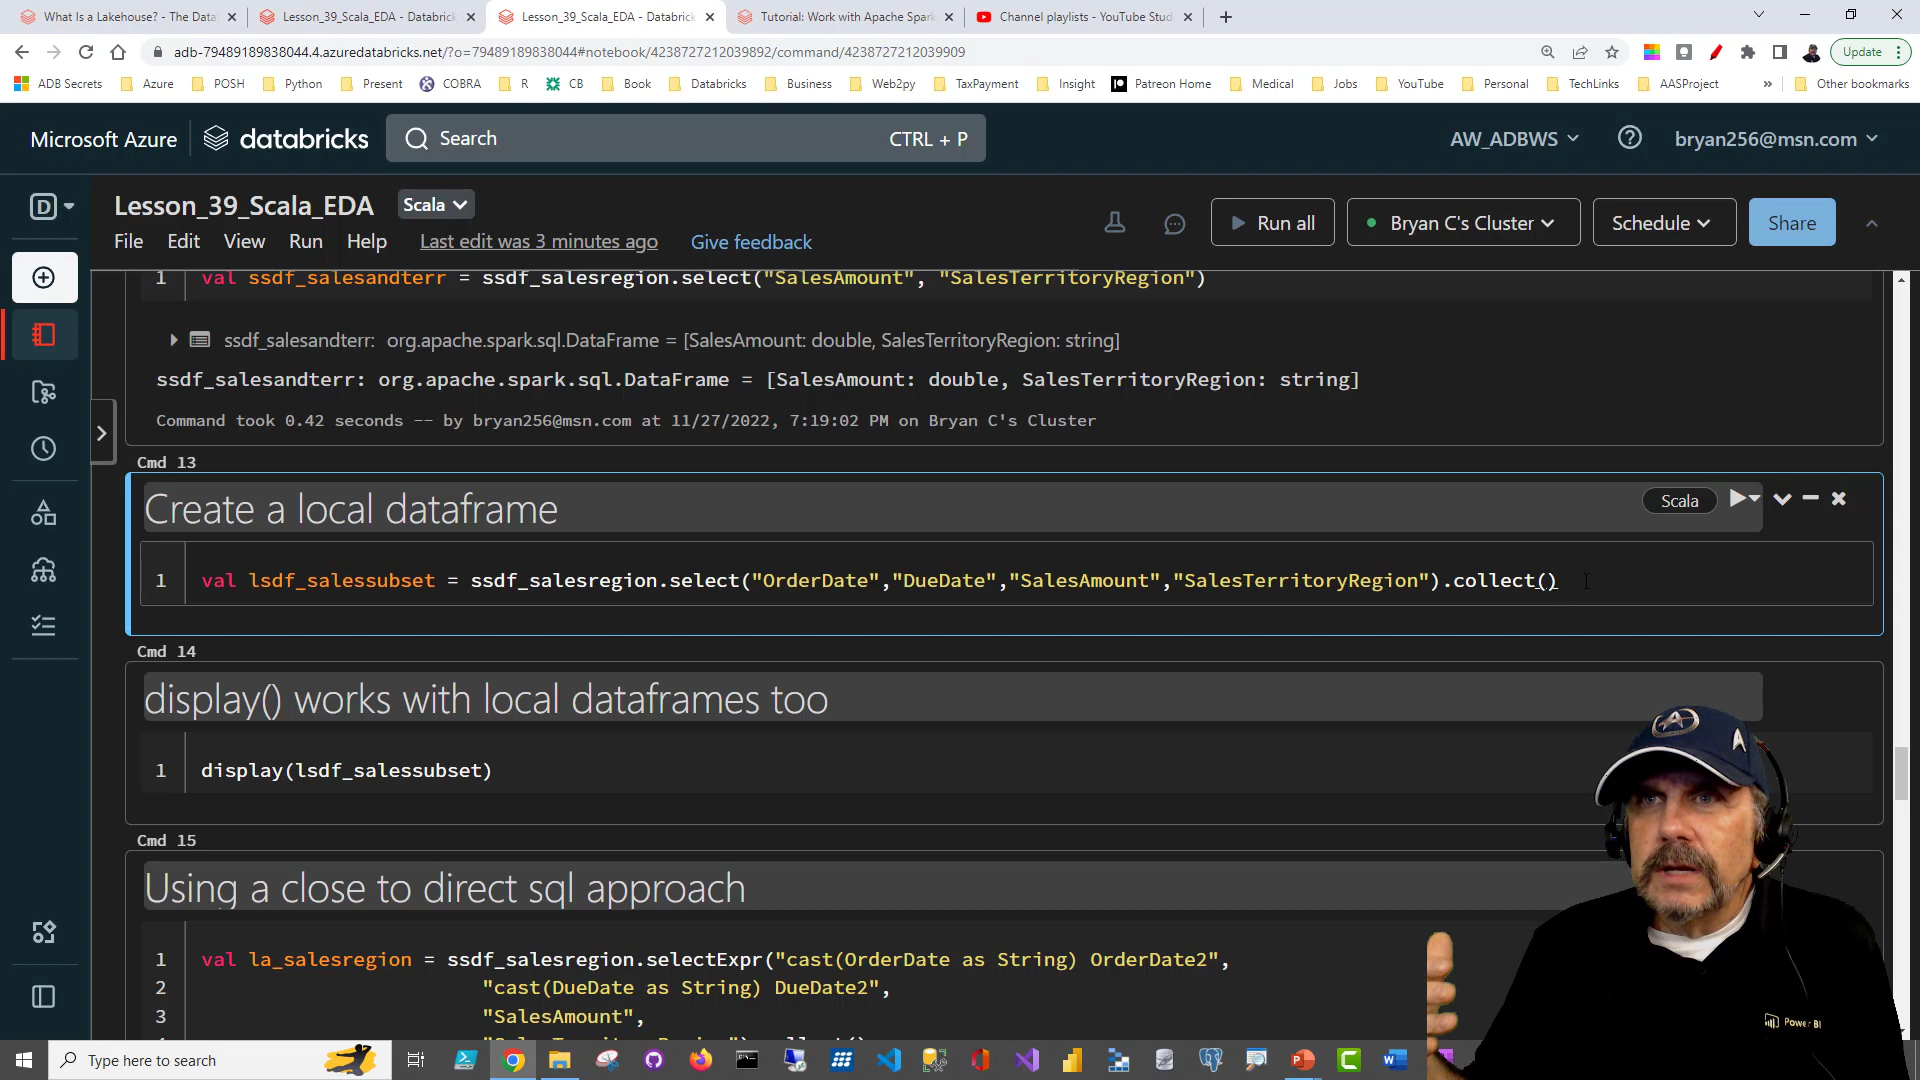 What Is a Lakehouse? - The Data
Lesson_39_Scala_EDA - Databrick
Lesson_39_Scala_EDA - Databrick
Tutorial: Work with Apache Spark
Channel playlists - YouTube Stud
adb-79489189838044.4.azuredatabricks.net/?o=79489189838044#notebook/4238727212039892/command/4238727212039909
Update
ADB Secrets Azure POSH Python Present COBRA R CB Book Databricks Business Web2py TaxPayment Insight Patreon Home Medical Jobs YouTube Personal TechLinks AASProject » Other bookmarks
Microsoft Azure databricks Search CTRL + P AW_ADBWS bryan256@msn.com
D
Lesson_39_Scala_EDA Scala
File Edit View Run Help Last edit was 3 minutes ago Give feedback
Run all Bryan C's Cluster Schedule Share
1 val ssdf_salesandterr = ssdf_salesregion.select("SalesAmount", "SalesTerritoryRegion")
ssdf_salesandterr: org.apache.spark.sql.DataFrame = [SalesAmount: double, SalesTerritoryRegion: string]
ssdf_salesandterr: org.apache.spark.sql.DataFrame = [SalesAmount: double, SalesTerritoryRegion: string]
Command took 0.42 seconds -- by bryan256@msn.com at 11/27/2022, 7:19:02 PM on Bryan C's Cluster
Cmd 13
Create a local dataframe
Scala
1 val lsdf_salessubset = ssdf_salesregion.select("OrderDate","DueDate","SalesAmount","SalesTerritoryRegion").collect()
Cmd 14
display() works with local dataframes too
1 display(lsdf_salessubset)
Cmd 15
Using a close to direct sql approach
1 val la_salesregion = ssdf_salesregion.selectExpr("cast(OrderDate as String) OrderDate2",
2 "cast(DueDate as String) DueDate2",
3 "SalesAmount",
Power BI
Type here to search